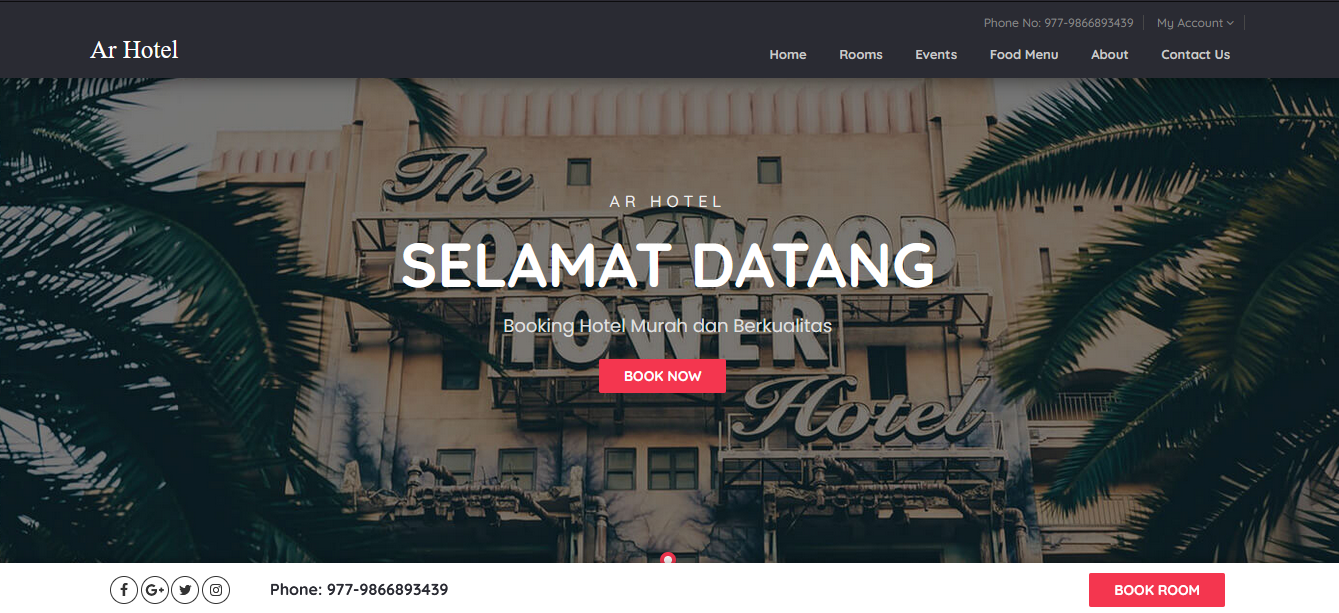 Phone No: 977-9866893439
My Account
Ar Hotel
Home Rooms Events Food Menu About Contact Us
The
HOLLYWOOD
TOWER
Hotel
AR HOTEL
SELAMAT DATANG
Booking Hotel Murah dan Berkualitas
BOOK NOW
f G+ Phone: 977-9866893439
BOOK ROOM